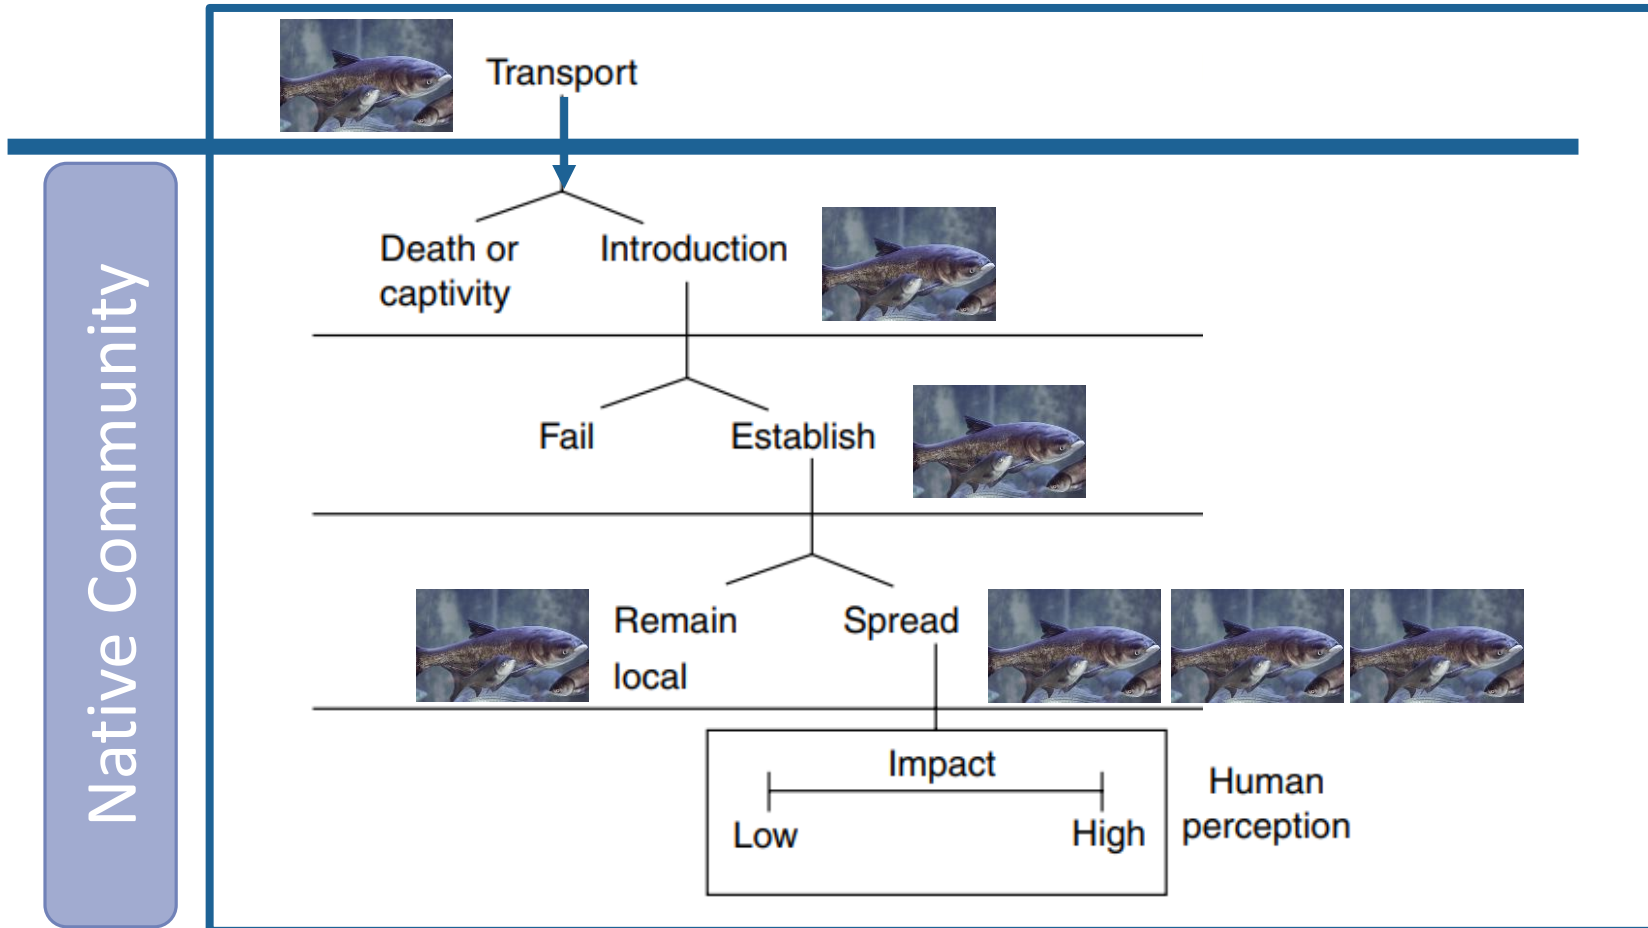 Transport
Native Community
Death or
captivity
Introduction
Fail
Establish
Remain
local
Spread
Impact
Low
High
Human
perception